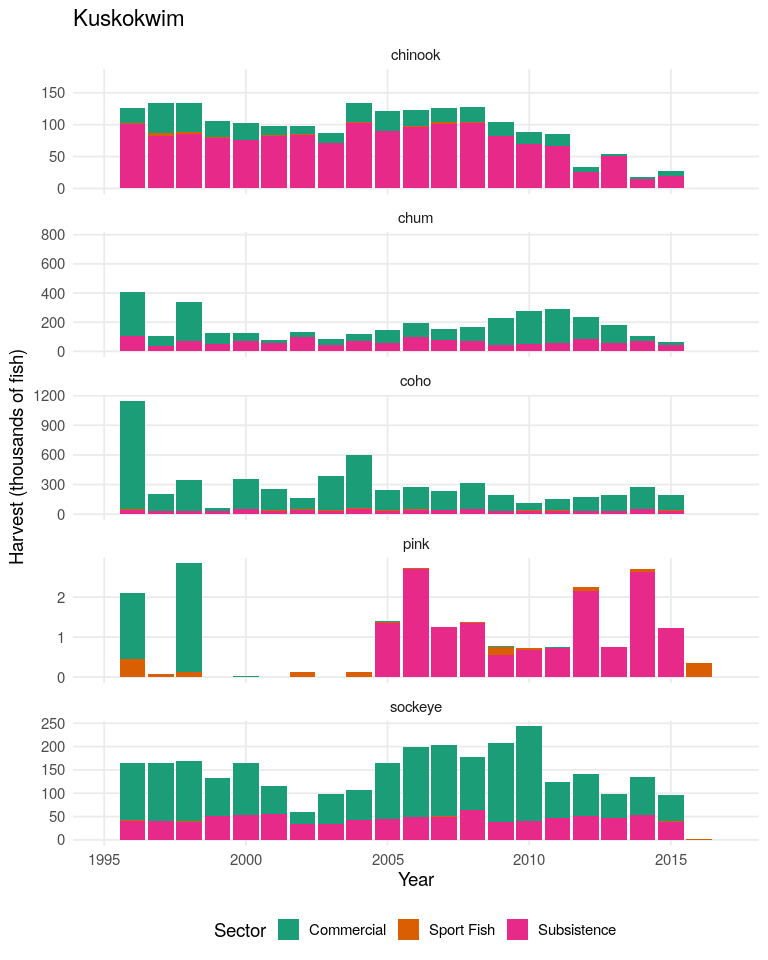 Kuskokwim
chinook
150
100
50
0
chum
800
600
400
200
0
coho
1200
900
600
300
0
pink
2
1
0
sockeye
250
200
150
100
50
0
1995 2000 2005 2010 2015
Harvest (thousands of fish)
Year
Sector Commercial Sport Fish Subsistence